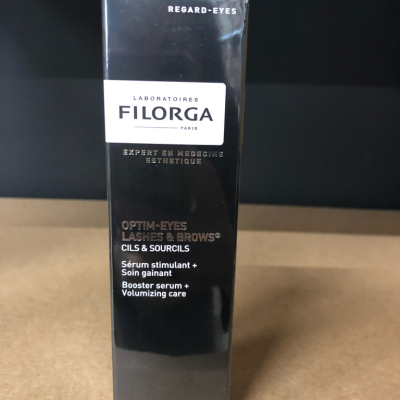 REGARD-EYES
LABORATOIRES
FILORGA
PARIS
EXPERT EN MEDECINE
ESTHETIQUE
OPTIM-EYES
LASHES & BROWS®
CILS & SOURCILS
Sérum stimulant +
Soin gainant
Booster serum +
Volumizing care